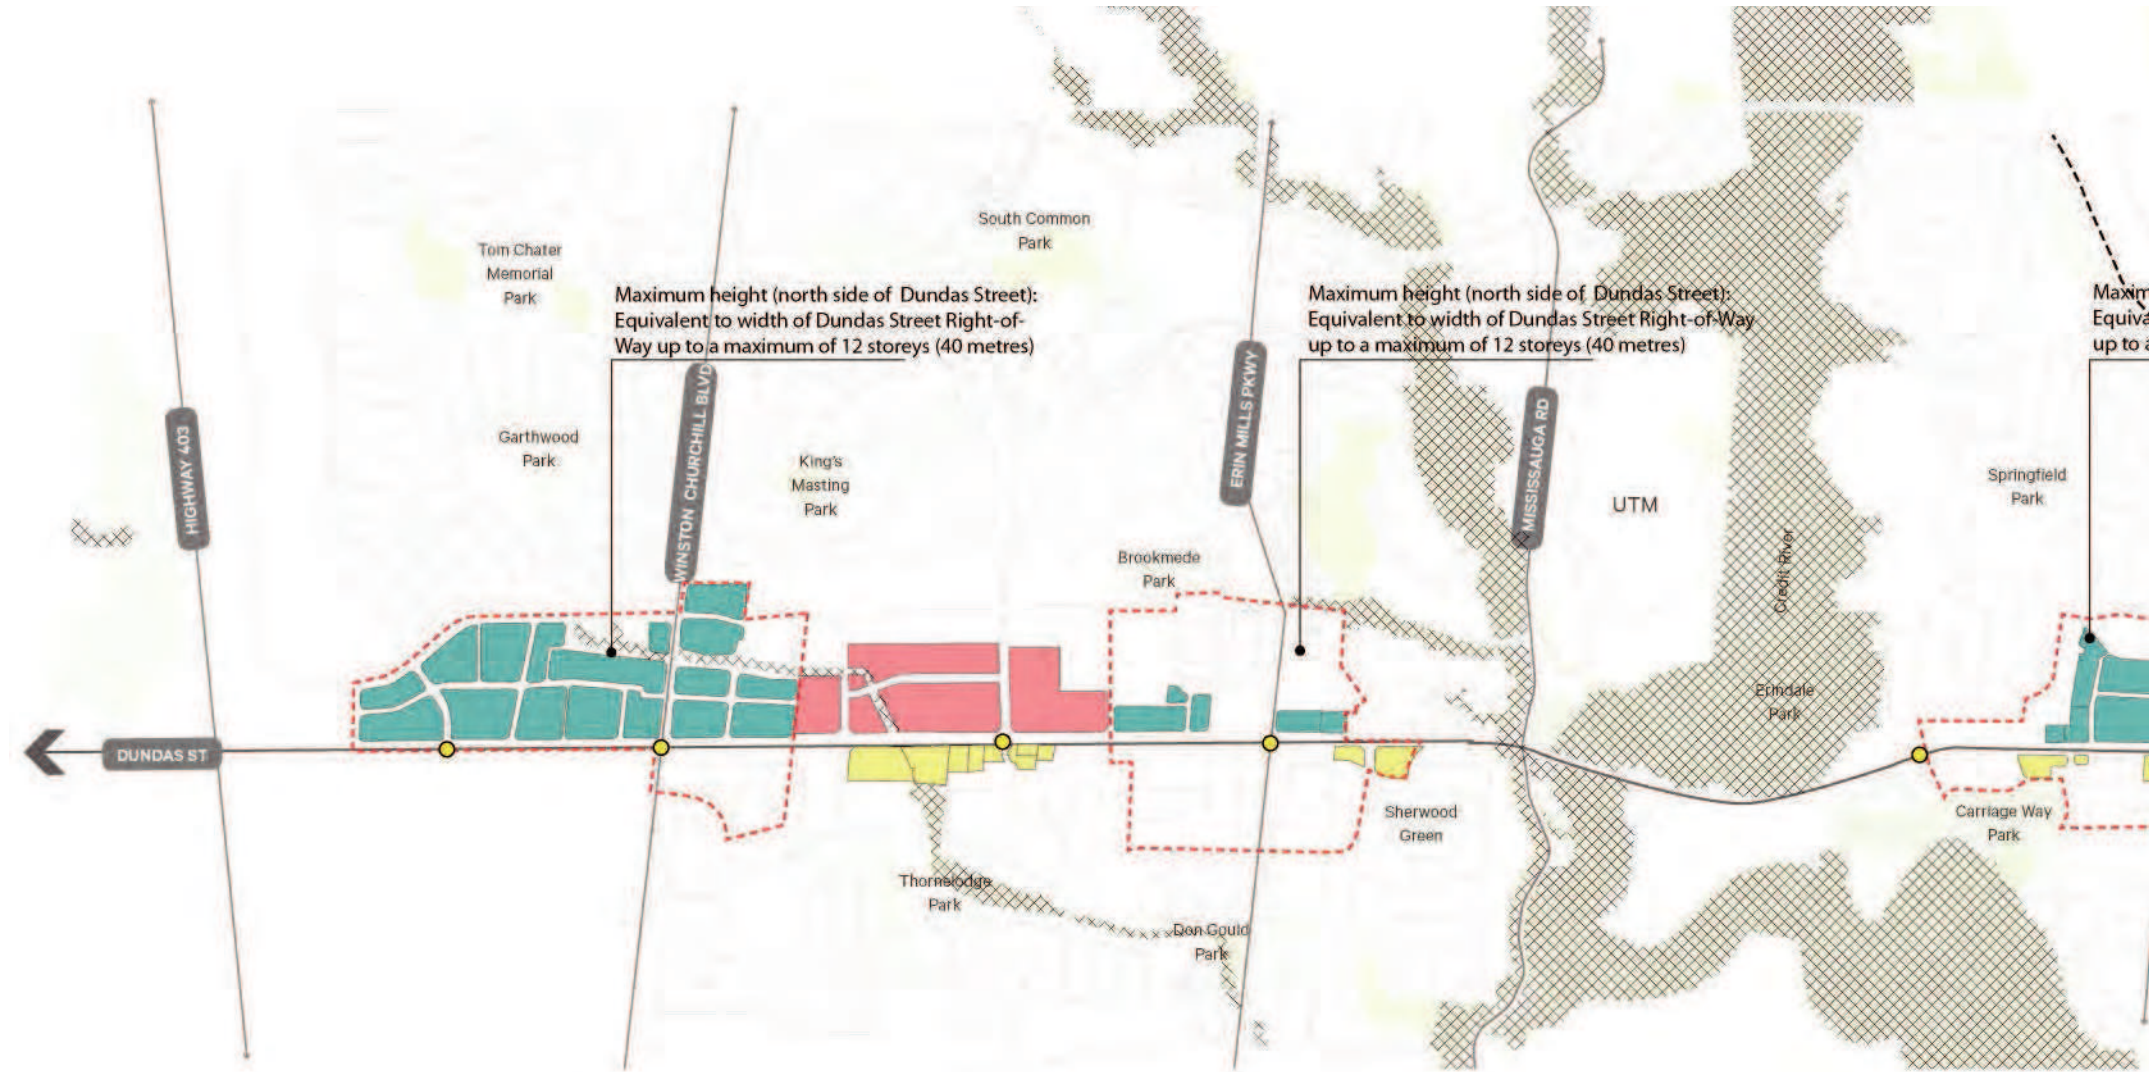 South Common
Park
Tom Chater
Memorial
Park
Maximum height (north side of Dundas Street):
Equivalent to width of Dundas Street Right-of-
Way up to a maximum of 12 storeys (40 metres)
Maximum height (north side of Dundas Street):
Equivalent to width of Dundas Street Right-of-Way
up to a maximum of 12 storeys (40 metres)
up to
HIGHWAY 403
WINSTON CHURCHILL BLVD
ERIN MILLS PKWY
MISSISSAUGA RD
Garthwood
Park
King's
Masting
Park
UTM
Springfield
Park
Brookmede
Park
Credit River
Erindale
Park
DUNDAS ST
Sherwood
Green
Carriage Way
Park
Thornelodge
Park
Don Gould
Park